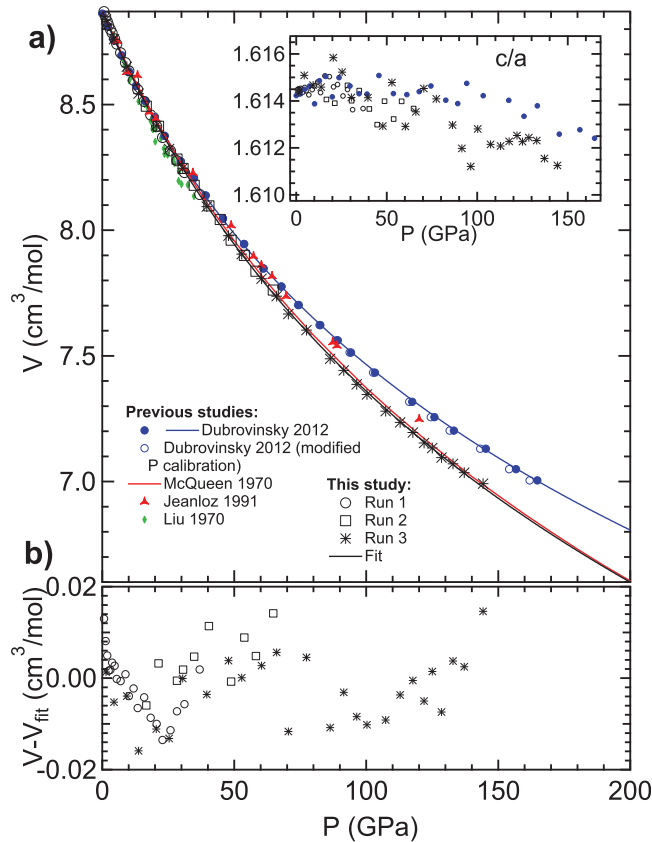 a)
c/a
1.616
1.614
1.612
1.610
0
50
100
150
P (GPa)
8.5
8.0
7.5
7.0
V (cm3/mol)
Previous studies:
Dubrovinsky 2012
Dubrovinsky 2012 (modified
P calibration)
McQueen 1970
Jeanloz 1991
Liu 1970
This study:
Run 1
Run 2
Run 3
Fit
b)
0.02
0.00
-0.02
V-Vfit (cm3/mol)
0
50
100
150
200
P (GPa)